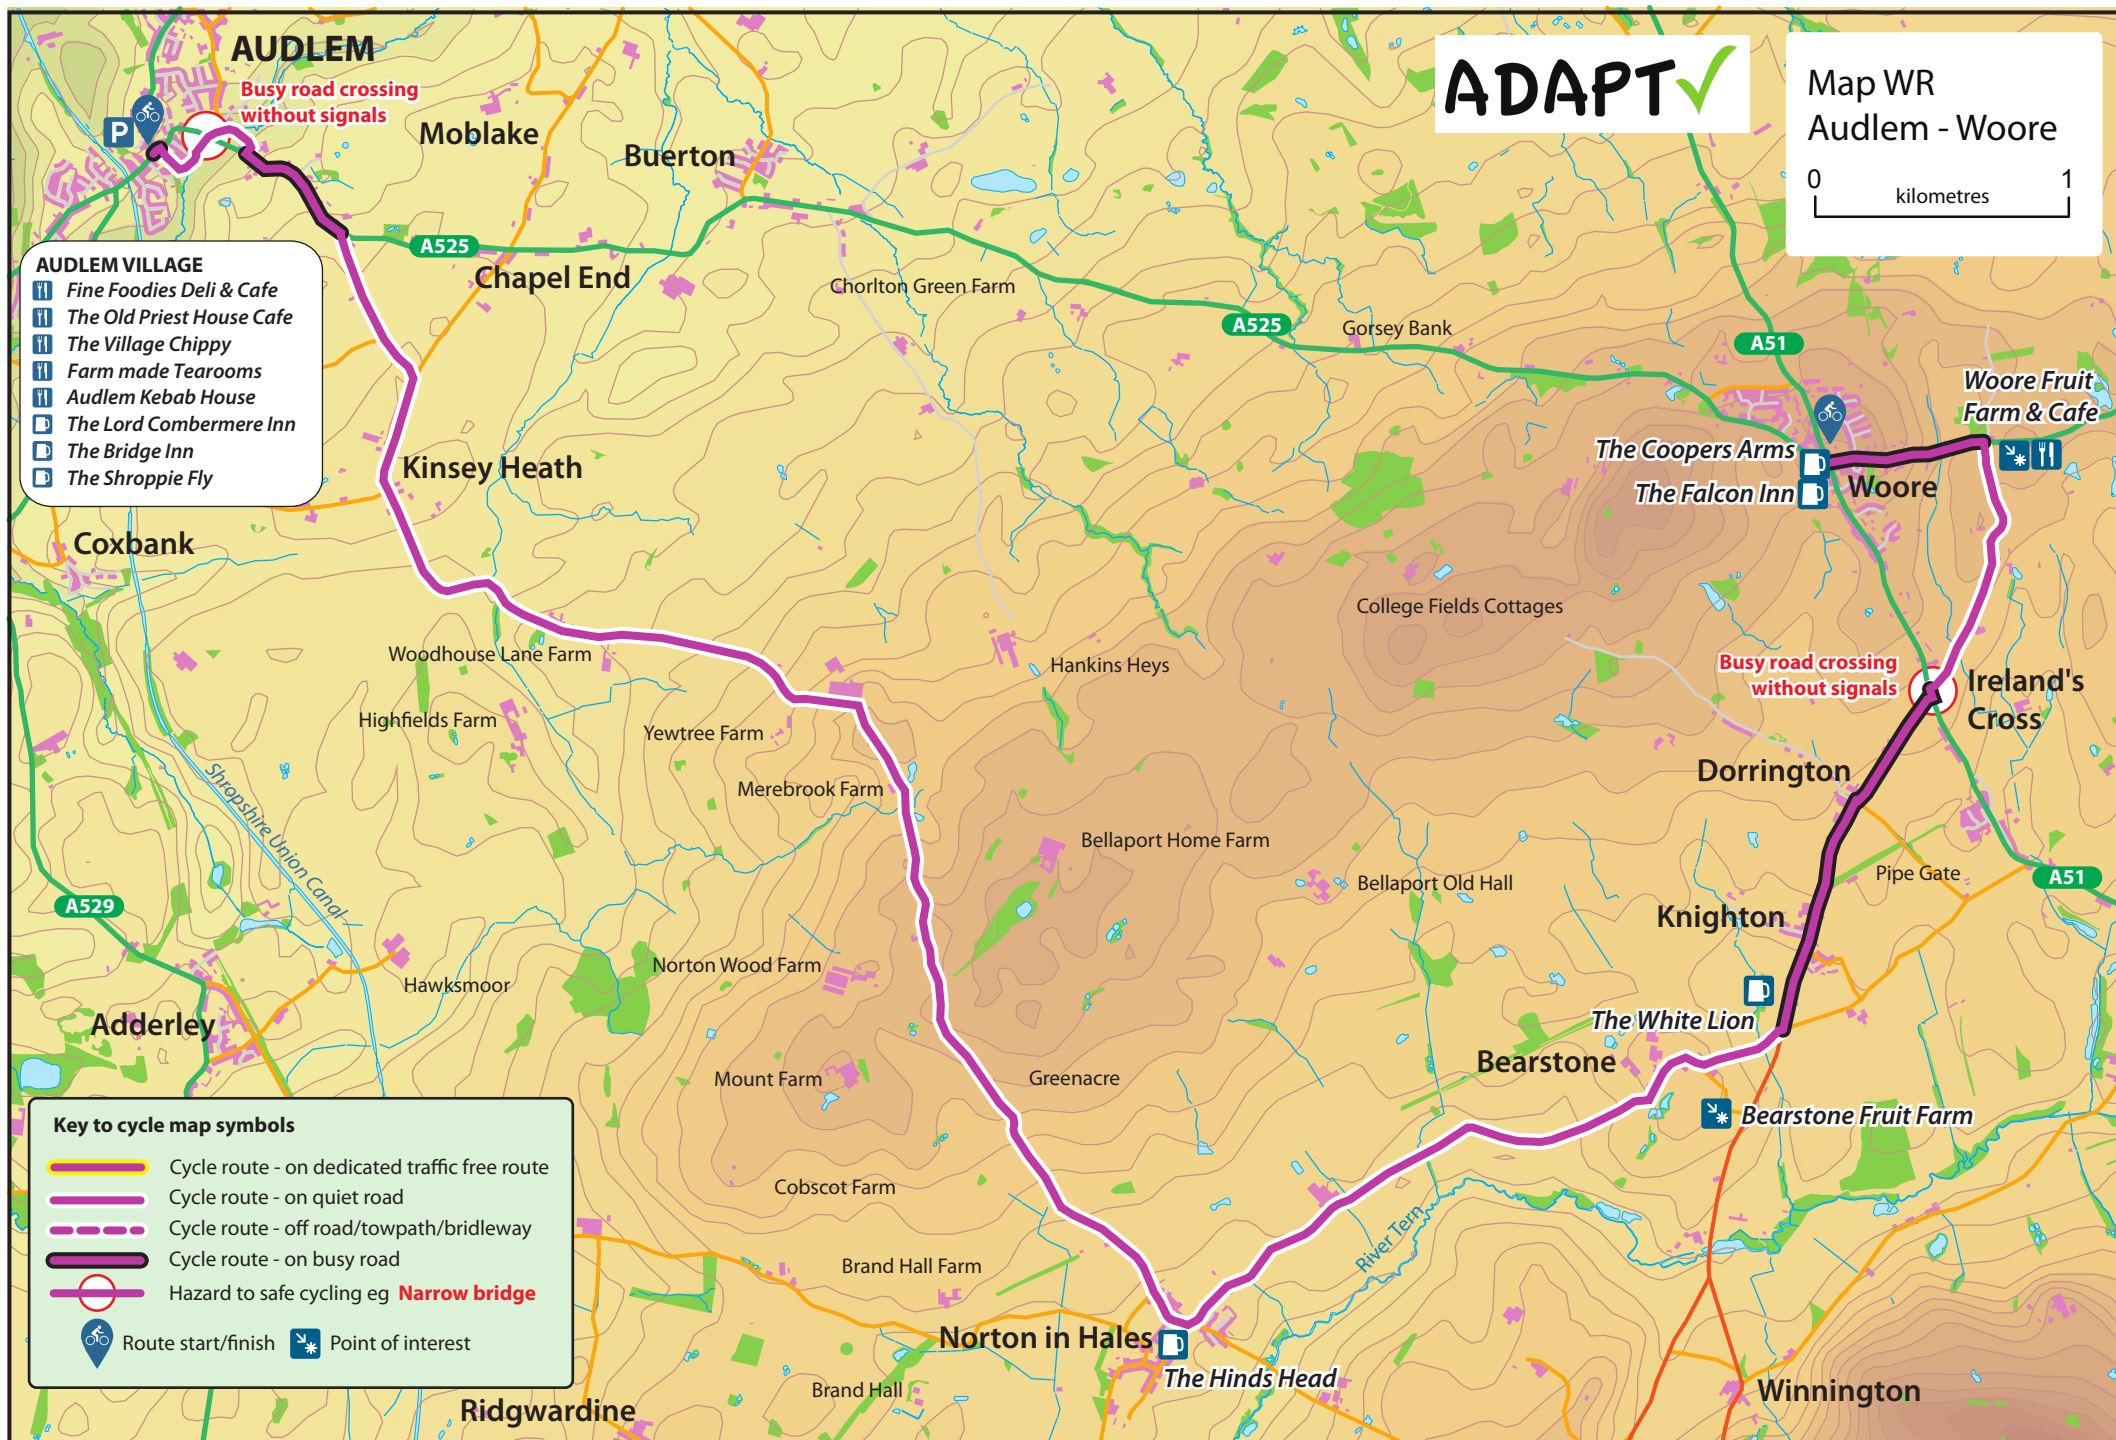 AUDLEM
Busy road crossing
without signals
P
Moblake
Buerton
ADAPT
Map WR
Audlem - Woore
0
1
kilometres
A525
Chapel End
Chorlton Green Farm
A525
Gorsey Bank
A51
AUDLEM VILLAGE
Fine Foodies Deli & Cafe
The Old Priest House Cafe
The Village Chippy
Farm made Tearooms
Audlem Kebab House
The Lord Combermere Inn
The Bridge Inn
The Shroppie Fly
Woore Fruit
Farm & Cafe
The Coopers Arms
The Falcon Inn
Woore
Kinsey Heath
Coxbank
College Fields Cottages
Woodhouse Lane Farm
Hankins Heys
Busy road crossing
without signals
Ireland's
Cross
Highfields Farm
Yewtree Farm
Merebrook Farm
Dorrington
Shropshire Union Canal
Bellaport Home Farm
Bellaport Old Hall
Pipe Gate
A51
A529
Knighton
Norton Wood Farm
Hawksmoor
Adderley
The White Lion
Bearstone
Mount Farm
Greenacre
Bearstone Fruit Farm
Cobscot Farm
River Tern
Brand Hall Farm
Norton in Hales
The Hinds Head
Brand Hall
Ridgwardine
Winnington
Key to cycle map symbols
Cycle route - on dedicated traffic free route
Cycle route - on quiet road
Cycle route - off road/towpath/bridleway
Cycle route - on busy road
Hazard to safe cycling eg Narrow bridge
Route start/finish
Point of interest